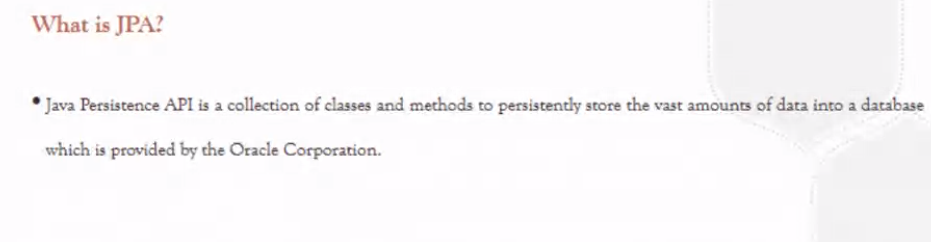 What is JPA?
• Java Persistence API is a collection of classes and methods to persistently store the vast amounts of data into a database
which is provided by the Oracle Corporation.